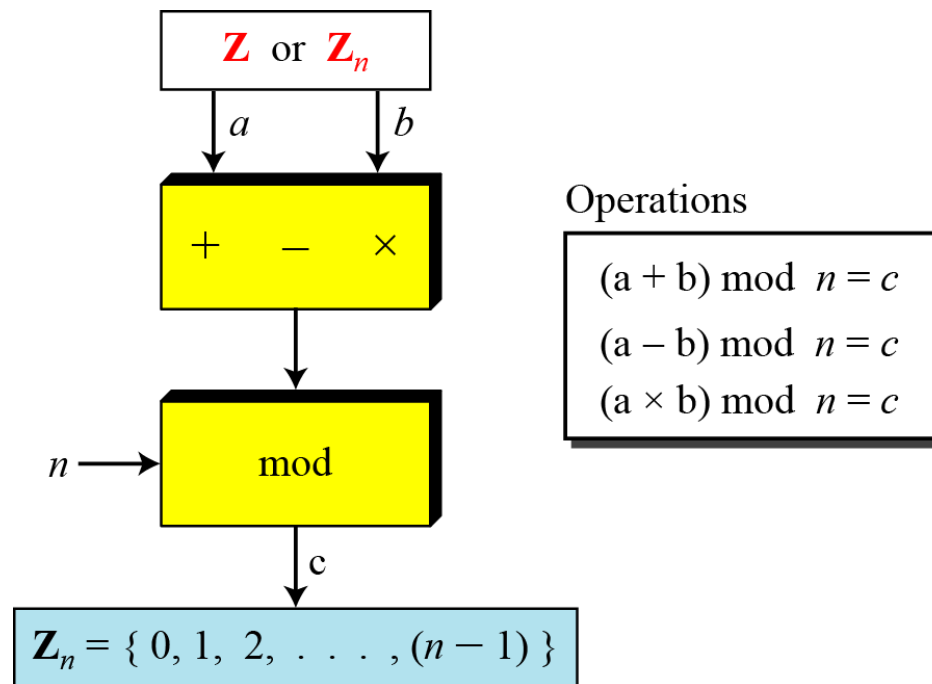 Z or Zn
a b
+ – ×
n mod
c
Zn = { 0, 1, 2, . . . , (n – 1) }
Operations
(a + b) mod n = c
(a – b) mod n = c
(a × b) mod n = c